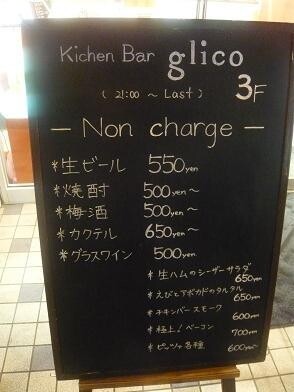 Kichen Bar glico
( 21:00 ~ Last )
3F
- Non charge -
*生ビール 550yen
*焼酎 500yen~
*梅酒 500yen~
*カクテル 650yen~
*グラスワイン 500yen
*生ハムのシーザーサラダ
650yen
*えびとアボカドのタルタル
650yen
*チキンバースモーク 600yen
*極上!ベーコン 700yen
*ピッツァ各種 600yen~